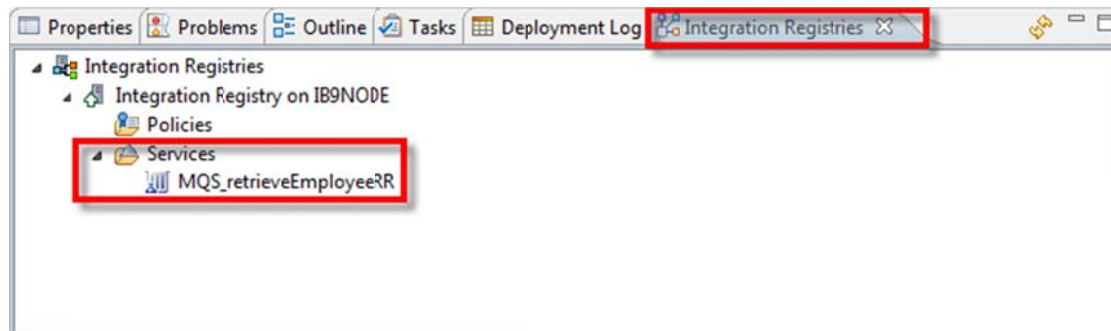 Properties Problems Outline Tasks Deployment Log Integration Registries
Integration Registries
Integration Registry on IB9NODE
Policies
Services
MQS_retrieveEmployeeRR